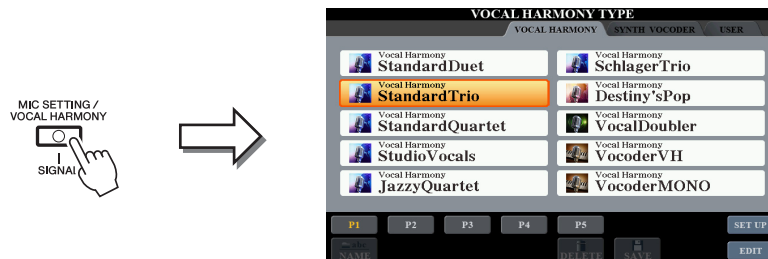 MIC SETTING /
VOCAL HARMONY
SIGNAL
VOCAL HARMONY TYPE
VOCAL HARMONY SYNTH VOCODER USER
Vocal Harmony
StandardDuet
Vocal Harmony
SchlagerTrio
Vocal Harmony
StandardTrio
Vocal Harmony
Destiny'sPop
Vocal Harmony
StandardQuartet
Vocal Harmony
VocalDoubler
Vocal Harmony
StudioVocals
Vocal Harmony
VocoderVH
Vocal Harmony
JazzyQuartet
Vocal Harmony
VocoderMONO
P1 P2 P3 P4 P5 SET UP
abc
NAME DELETE SAVE EDIT